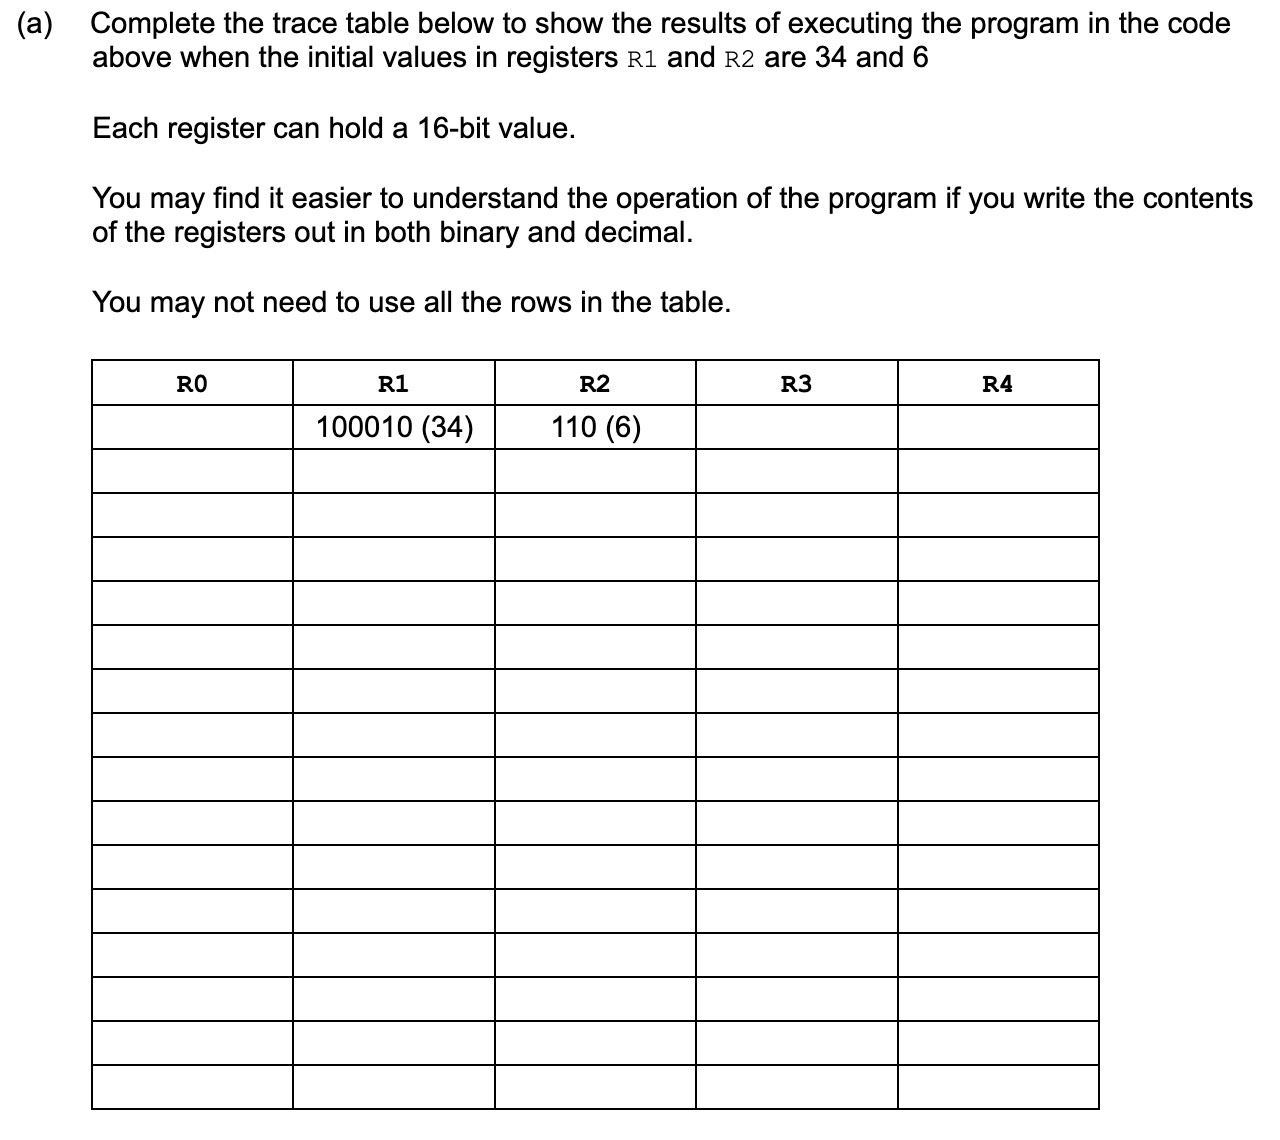 (a) Complete the trace table below to show the results of executing the program in the code
above when the initial values in registers R1 and R2 are 34 and 6
Each register can hold a 16-bit value.
You may find it easier to understand the operation of the program if you write the contents
of the registers out in both binary and decimal.
You may not need to use all the rows in the table.
R0 R1 R2 R3 R4
100010 (34) 110 (6)